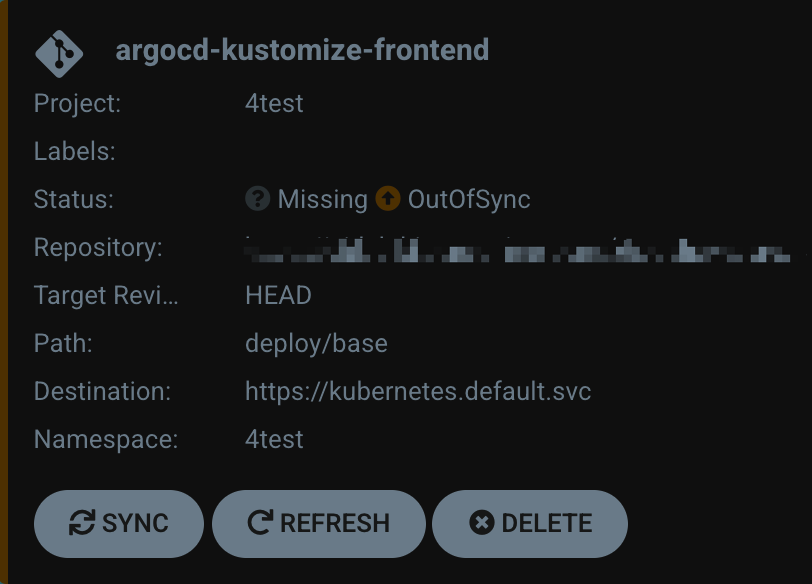 argocd-kustomize-frontend
Project: 4test
Labels:
Status: Missing OutOfSync
Repository:
Target Revi...
HEAD
Path: deploy/base
Destination: https://kubernetes.default.svc
Namespace: 4test
SYNC REFRESH DELETE